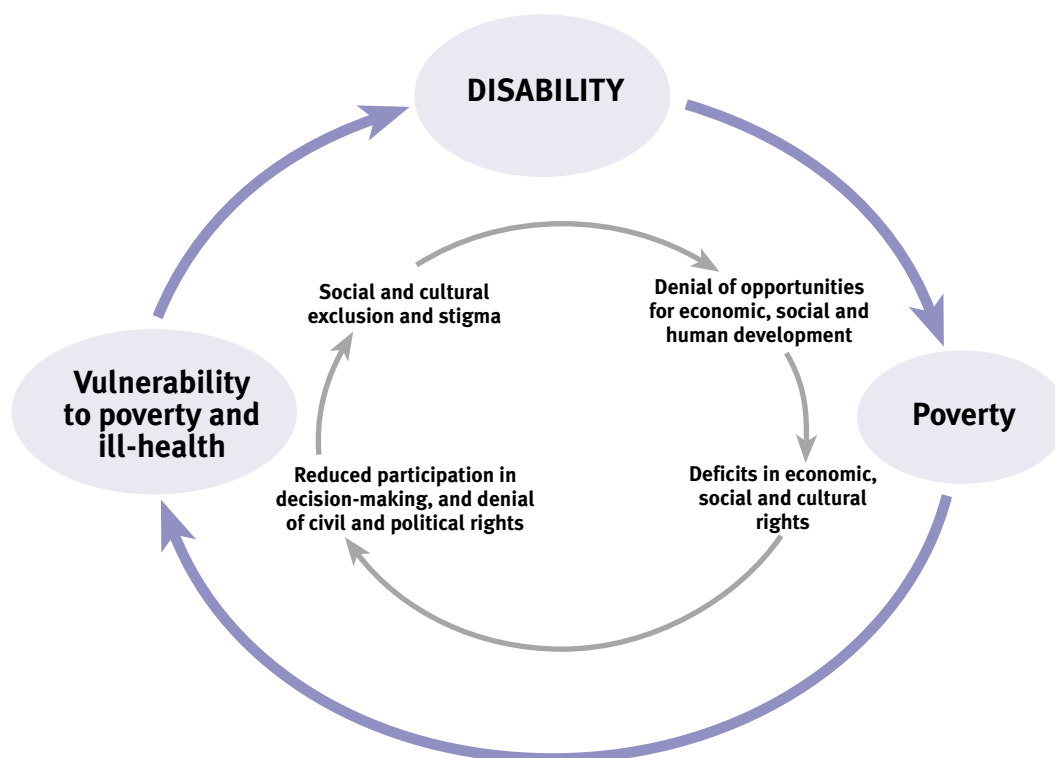 DISABILITY
Social and cultural
exclusion and stigma
Denial of opportunities
for economic, social and
human development
Vulnerability
to poverty and
ill-health
Poverty
Reduced participation in
decision-making, and denial
of civil and political rights
Deficits in economic,
social and cultural
rights